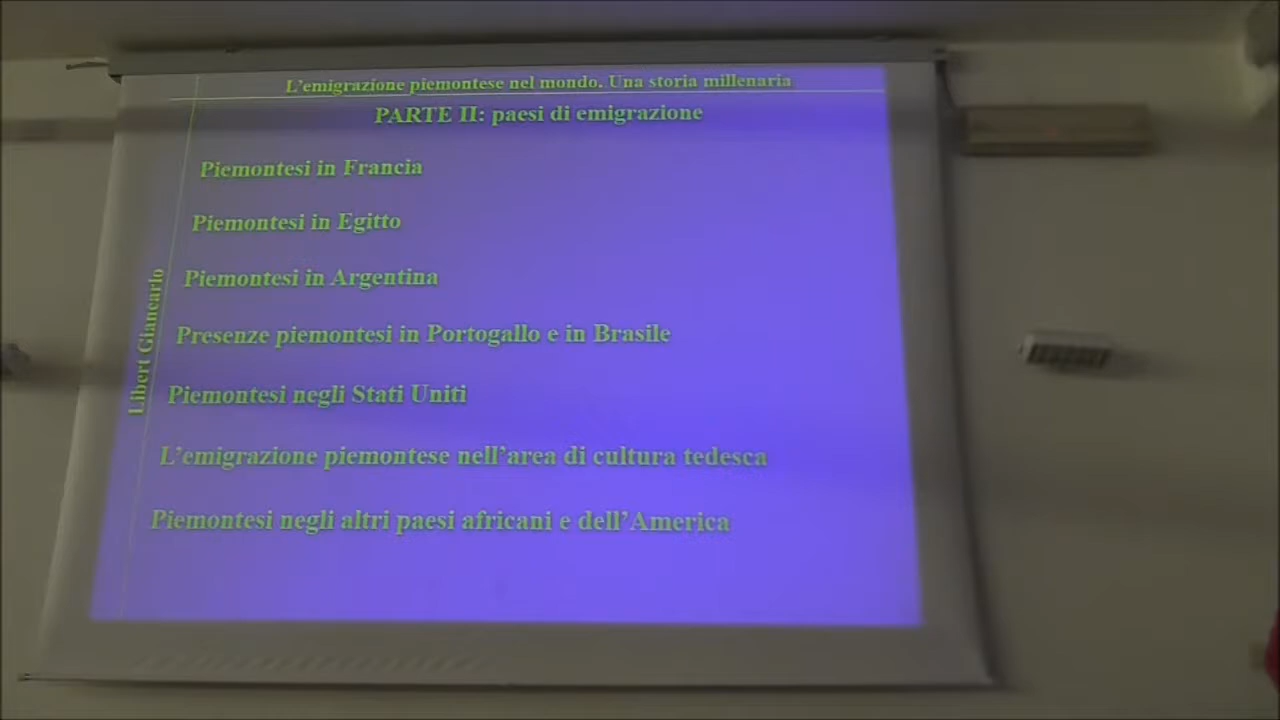 L'emigrazione piemontese nel mondo. Una storia millenaria
PARTE II: paesi di emigrazione
Piemontesi in Francia
Piemontesi in Egitto
Piemontesi in Argentina
Presenze piemontesi in Portogallo e in Brasile
Piemontesi negli Stati Uniti
L'emigrazione piemontese nell'area di cultura tedesca
Piemontesi negli altri paesi africani e dell'America
Libert Giancarlo